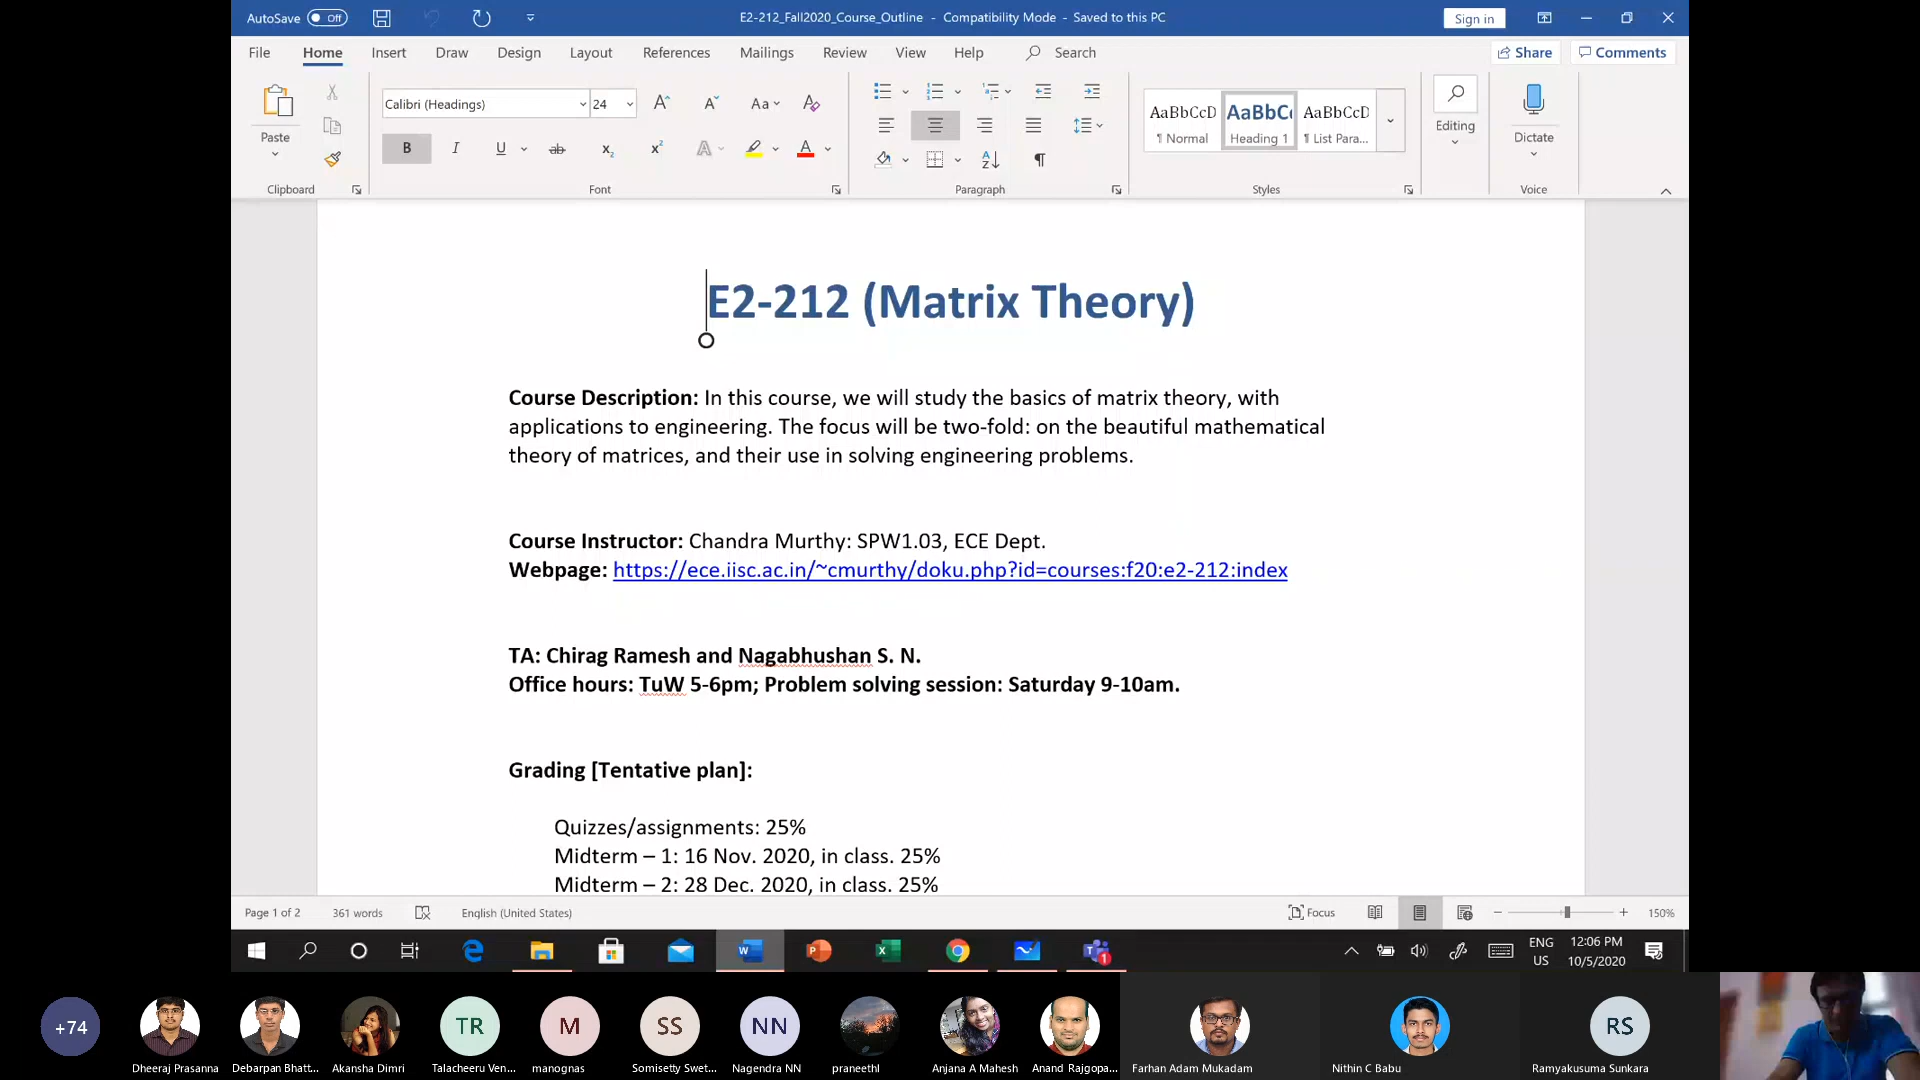 AutoSave Off
E2-212_Fall2020_Course_Outline - Compatibility Mode - Saved to this PC
Sign in
File Home Insert Draw Design Layout References Mailings Review View Help Search Share Comments
Calibri (Headings) 24
Paste
AaBbCcD AaBbCc AaBbCcD
¶ Normal Heading 1 ¶ List Para...
Editing
Dictate
Clipboard Font Paragraph Styles Voice
E2-212 (Matrix Theory)
Course Description: In this course, we will study the basics of matrix theory, with
applications to engineering. The focus will be two-fold: on the beautiful mathematical
theory of matrices, and their use in solving engineering problems.
Course Instructor: Chandra Murthy: SPW1.03, ECE Dept.
Webpage: https://ece.iisc.ac.in/~cmurthy/doku.php?id=courses:f20:e2-212:index
TA: Chirag Ramesh and Nagabhushan S. N.
Office hours: TuW 5-6pm; Problem solving session: Saturday 9-10am.
Grading [Tentative plan]:
Quizzes/assignments: 25%
Midterm – 1: 16 Nov. 2020, in class. 25%
Midterm – 2: 28 Dec. 2020, in class. 25%
Page 1 of 2 361 words English (United States) Focus 150%
ENG 12:06 PM
US 10/5/2020
+74 TR M SS NN RS
Dheeraj Prasanna Debarpan Bhatt... Akansha Dimri Talacheru Ven... manognas Somisetty Swet... Nagendra NN praneethl Anjana A Mahesh Anand Rajgopa... Farhan Adam Mukadam Nithin C Babu Ramyakusuma Sunkara